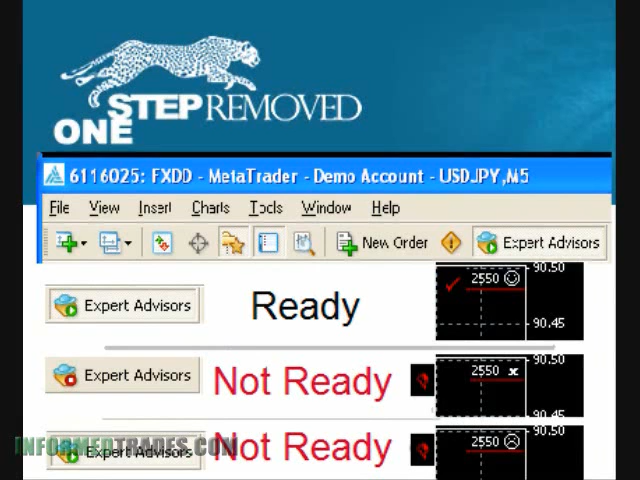 ONE STEP REMOVED
6116025: FXDD - MetaTrader - Demo Account - USDJPY,M5
File View Insert Charts Tools Window Help
New Order Expert Advisors
90.50
2550
Expert Advisors Ready
90.45
90.50
2550 x
Expert Advisors Not Ready
90.45
90.50
Not Ready 2550
INFORMEDTRADES.COM
Expert Advisors